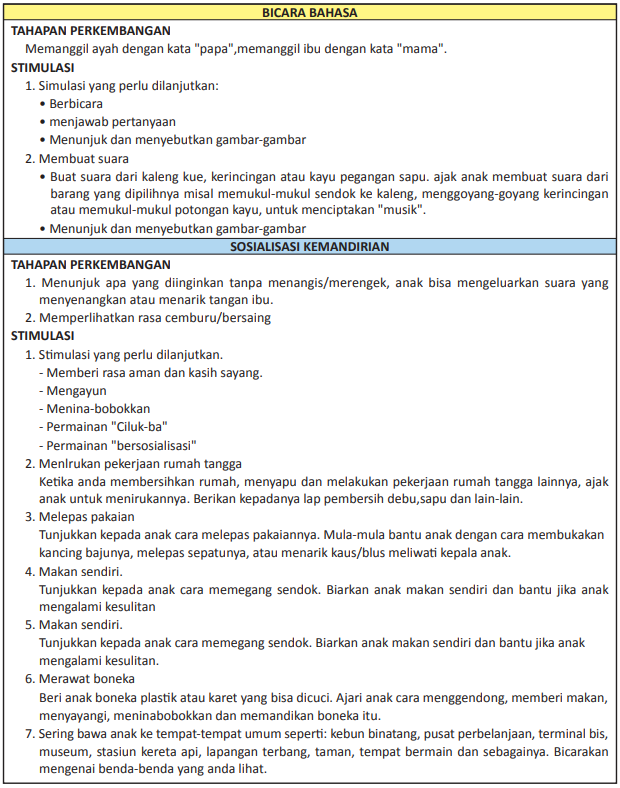 BICARA BAHASA
TAHAPAN PERKEMBANGAN
Memanggil ayah dengan kata "papa",memanggil ibu dengan kata "mama".
STIMULASI
1. Simulasi yang perlu dilanjutkan:
• Berbicara
• menjawab pertanyaan
• Menunjuk dan menyebutkan gambar-gambar
2. Membuat suara
• Buat suara dari kaleng kue, kerincingan atau kayu pegangan sapu. ajak anak membuat suara dari
barang yang dipilihnya misal memukul-mukul sendok ke kaleng, menggoyang-goyang kerincingan
atau memukul-mukul potongan kayu, untuk menciptakan "musik".
• Menunjuk dan menyebutkan gambar-gambar
SOSIALISASI KEMANDIRIAN
TAHAPAN PERKEMBANGAN
1. Menunjuk apa yang diinginkan tanpa menangis/merengek, anak bisa mengeluarkan suara yang
menyenangkan atau menarik tangan ibu.
2. Memperlihatkan rasa cemburu/bersaing
STIMULASI
1. Stimulasi yang perlu dilanjutkan.
- Memberi rasa aman dan kasih sayang.
- Mengayun
- Menina-bobokkan
- Permainan "Ciluk-ba"
- Permainan "bersosialisasi"
2. Menlrukan pekerjaan rumah tangga
Ketika anda membersihkan rumah, menyapu dan melakukan pekerjaan rumah tangga lainnya, ajak
anak untuk menirukannya. Berikan kepadanya lap pembersih debu,sapu dan lain-lain.
3. Melepas pakaian
Tunjukkan kepada anak cara melepas pakaiannya. Mula-mula bantu anak dengan cara membukakan
kancing bajunya, melepas sepatunya, atau menarik kaus/blus meliwati kepala anak.
4. Makan sendiri.
Tunjukkan kepada anak cara memegang sendok. Biarkan anak makan sendiri dan bantu jika anak
mengalami kesulitan
5. Makan sendiri.
Tunjukkan kepada anak cara memegang sendok. Biarkan anak makan sendiri dan bantu jika anak
mengalami kesulitan.
6. Merawat boneka
Beri anak boneka plastik atau karet yang bisa dicuci. Ajari anak cara menggendong, memberi makan,
menyayangi, meninabobokkan dan memandikan boneka itu.
7. Sering bawa anak ke tempat-tempat umum seperti: kebun binatang, pusat perbelanjaan, terminal bis,
museum, stasiun kereta api, lapangan terbang, taman, tempat bermain dan sebagainya. Bicarakan
mengenai benda-benda yang anda lihat.